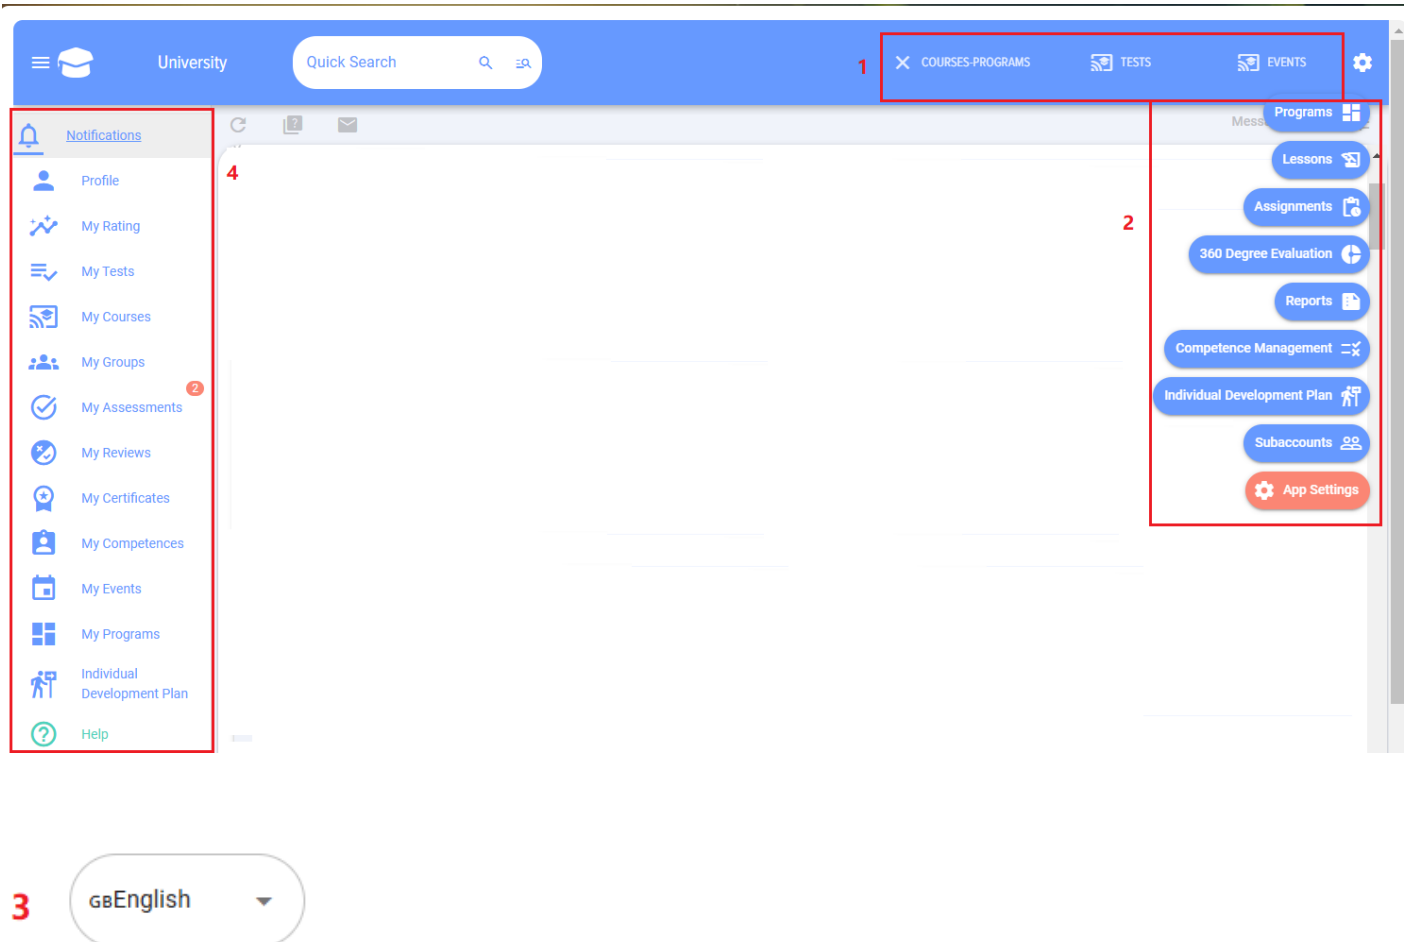 University
Quick Search
1
COURSES-PROGRAMS
TESTS
EVENTS
Notifications
Profile
My Rating
My Tests
My Courses
My Groups
2
My Assessments
My Reviews
My Certificates
My Competences
My Events
My Programs
Individual
Development Plan
Help
?
4
Mess
2
Programs
Lessons
Assignments
360 Degree Evaluation
Reports
Competence Management
Individual Development Plan
Subaccounts
App Settings
3
GBEnglish